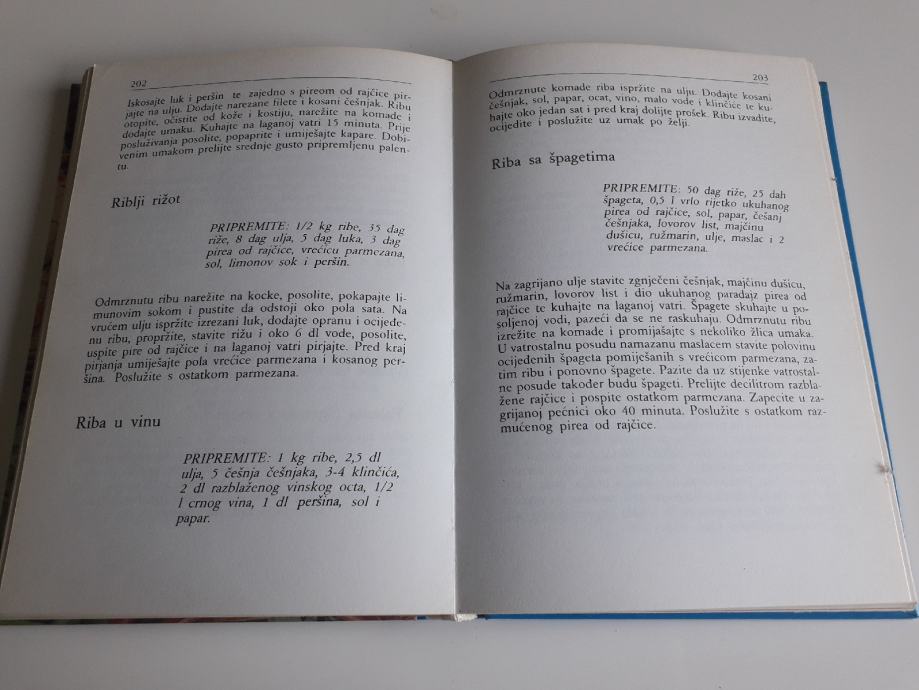 202
Iskosajte luk i peršin te zajedno s pireom od rajčice pir-
jajte na ulju. Dodajte narezane filete i kosani češnjak. Ribu
otopite, očistite od kože i kostiju, narežite na komade i
dodajte umaku. Kuhajte na laganoj vatri 15 minuta. Prije
posluživanja posolite, popaprite i umiješajte kapare. Dobi-
venim umakom prelijte srednje gusto pripremljenu palen-
tu.
Riblji rižot
PRIPREMITE: 1/2 kg ribe, 35 dag
riže, 8 dag ulja, 5 dag luka, 3 dag
pirea od rajčice, vrećicu parmezana,
sol, limonov sok i peršin.
Odmrznutu ribu narežite na kocke, posolite, pokapajte li-
munovim sokom i pustite da odstoji oko pola sata. Na
vrućem ulju ispržite izrezani luk, dodajte opranu i ocijede-
nu ribu, propržite, stavite rižu i oko 6 dl vode, posolite,
uspite pire od rajčice i na laganoj vatri pirjajte. Pred kraj
pirjanja umiješajte pola vrećice parmezana i kosanog per-
šina. Poslužite s ostatkom parmezana.
Riba u vinu
PRIPREMITE: 1 kg ribe, 2,5 dl
ulja, 5 češnja češnjaka, 3-4 klinčića,
2 dl razblaženog vinskog octa, 1/2
l crnog vina, 1 dl peršina, sol i
papar.
203
Odmrznute komade riba ispržite na ulju. Dodajte kosani
češnjak, sol, papar, ocat, vino, malo vode i klinčiće te ku-
hajte oko jedan sat i pred kraj dolijte prošek. Ribu izvadite,
ocijedite i poslužite uz umak po želji.
Riba sa špagetima
PRIPREMITE: 50 dag riže, 25 dah
špageta, 0,5 l vrlo rijetko ukuhanog
pirea od rajčice, sol, papar, češanj
češnjaka, lovorov list, majčinu
dušicu, ružmarin, ulje, maslac i 2
vrećice parmezana.
Na zagrijano ulje stavite zgnječeni češnjak, majčinu dušicu,
ružmarin, lovorov list i dio ukuhanog paradajz pirea od
rajčice te kuhajte na laganoj vatri. Špagete skuhajte u po-
soljenoj vodi, pazeći da se ne raskuhaju. Odmrznutu ribu
izrežite na komade i promijašajte s nekoliko žlica umaka.
U vatrostalnu posudu namazanu maslacem stavite polovinu
ocijeđenih špageta pomiješanih s vrećicom parmezana, za-
tim ribu i ponovno špagete. Pazite da uz stijenke vatrostal-
ne posude također budu špageti. Prelijte decilitrom razbla-
žene rajčice i pospite ostatkom parmezana. Zapecite u za-
grijanoj pećnici oko 40 minuta. Poslužite s ostatkom raz-
mućenog pirea od rajčice.